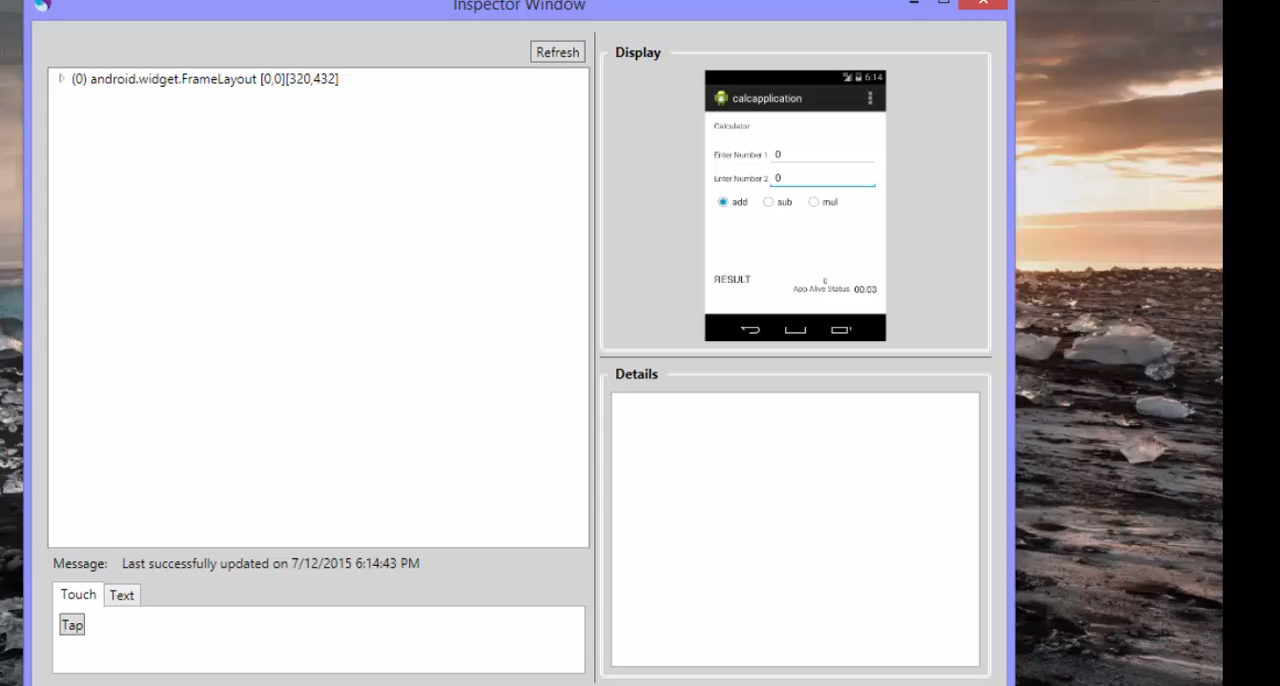 Inspector Window
Refresh
(0) android.widget.FrameLayout [0,0][320,432]
Message: Last successfully updated on 7/12/2015 6:14:43 PM
Touch Text
Tap
Display
6:14
calcapplication
Calculator
Enter Number 1 0
Enter Number 2 0
add sub mul
RESULT 0
App Alive Status 00:03
Details